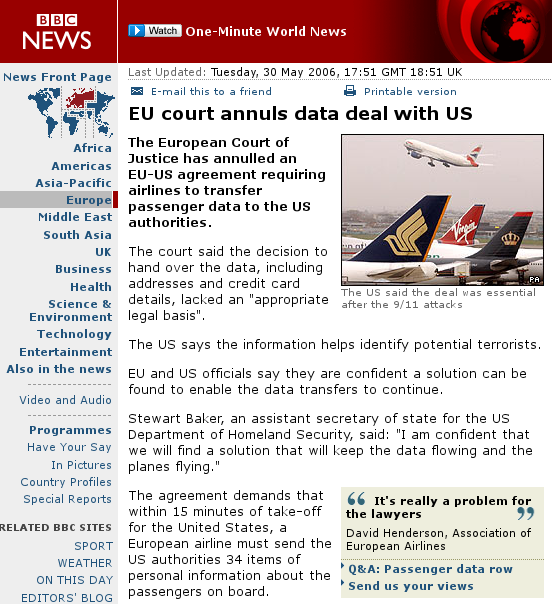 BBC
NEWS
Watch One-Minute World News
News Front Page
Africa
Americas
Asia-Pacific
Europe
Middle East
South Asia
UK
Business
Health
Science &
Environment
Technology
Entertainment
Also in the news
Video and Audio
Programmes
Have Your Say
In Pictures
Country Profiles
Special Reports
RELATED BBC SITES
SPORT
WEATHER
ON THIS DAY
EDITORS' BLOG
Last Updated: Tuesday, 30 May 2006, 17:51 GMT 18:51 UK
E-mail this to a friend
Printable version
EU court annuls data deal with US
The European Court of
Justice has annulled an
EU-US agreement requiring
airlines to transfer
passenger data to the US
authorities.
Virgin
PA
The US said the deal was essential
after the 9/11 attacks
The court said the decision to
hand over the data, including
addresses and credit card
details, lacked an "appropriate
legal basis".
The US says the information helps identify potential terrorists.
EU and US officials say they are confident a solution can be
found to enable the data transfers to continue.
Stewart Baker, an assistant secretary of state for the US
Department of Homeland Security, said: "I am confident that
we will find a solution that will keep the data flowing and the
planes flying."
The agreement demands that
within 15 minutes of take-off
for the United States, a
European airline must send the
US authorities 34 items of
personal information about the
passengers on board.
“ It's really a problem for
the lawyers ”
David Henderson, Association of
European Airlines
Q&A: Passenger data row
Send us your views